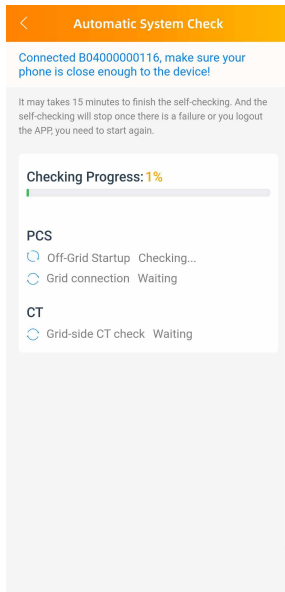 Automatic System Check
Connected B04000000116, make sure your
phone is close enough to the device!
It may takes 15 minutes to finish the self-checking. And the
self-checking will stop once there is a failure or you logout
the APP, you need to start again.
Checking Progress: 1%
PCS
Off-Grid Startup Checking...
Grid connection Waiting
CT
Grid-side CT check Waiting